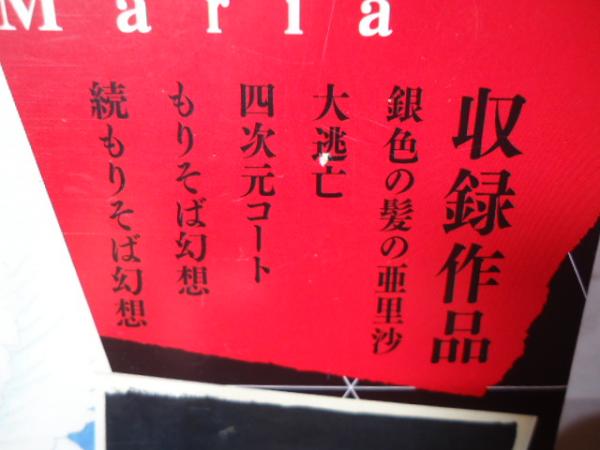 Maria
収録作品
銀色の髪の亜里沙
大逃亡
四次元コート
もりそば幻想
続もりそば幻想